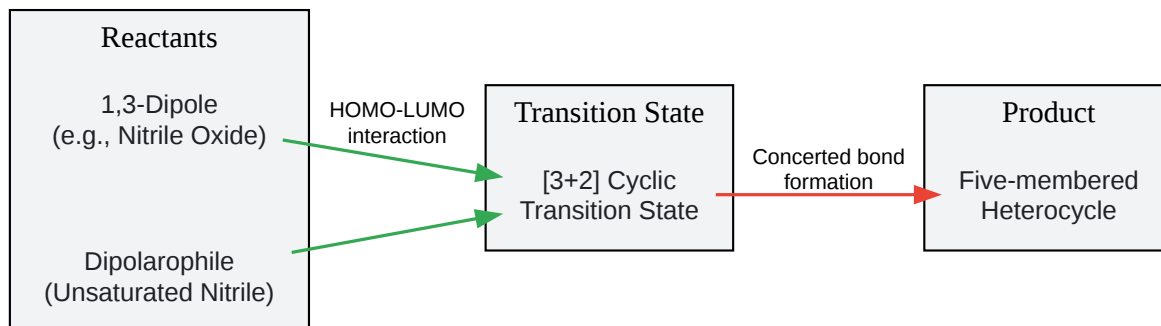 Reactants
1,3-Dipole
(e.g., Nitrile Oxide)
Dipolarophile
(Unsaturated Nitrile)
HOMO-LUMO
interaction
Transition State
[3+2] Cyclic
Transition State
Concerted bond
formation
Product
Five-membered
Heterocycle